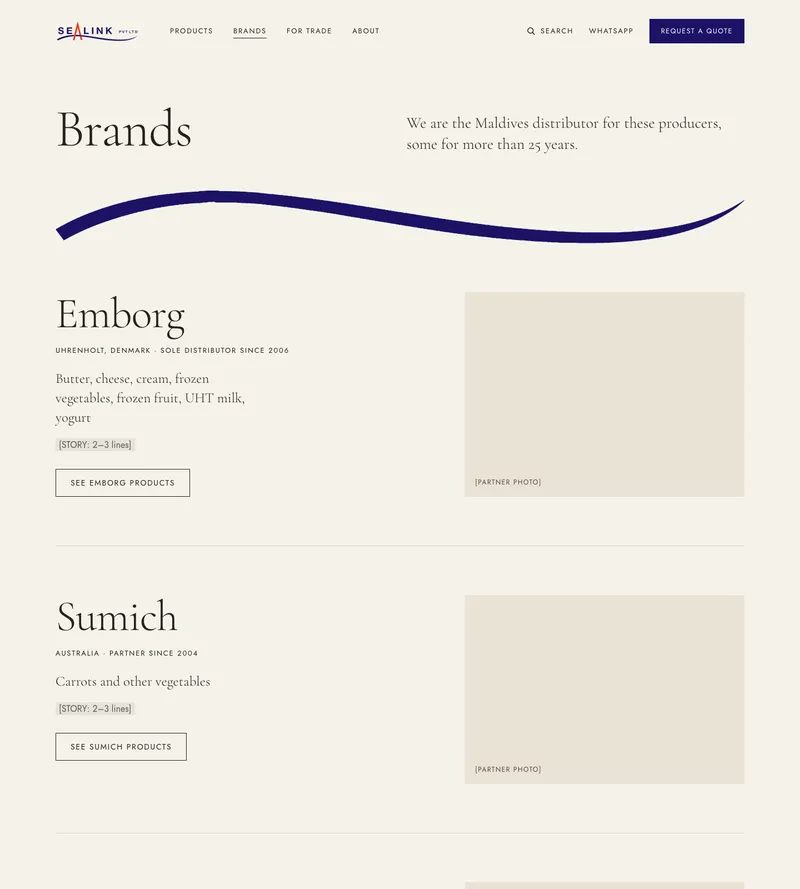 SEALINK PVT LTD
PRODUCTS
BRANDS
FOR TRADE
ABOUT
SEARCH
WHATSAPP
REQUEST A QUOTE
Brands
We are the Maldives distributor for these producers,
some for more than 25 years.
Emborg
UHRENHOLT, DENMARK · SOLE DISTRIBUTOR SINCE 2006
Butter, cheese, cream, frozen
vegetables, frozen fruit, UHT milk,
yogurt
[STORY: 2–3 lines]
SEE EMBORG PRODUCTS
[PARTNER PHOTO]
Sumich
AUSTRALIA · PARTNER SINCE 2004
Carrots and other vegetables
[STORY: 2–3 lines]
SEE SUMICH PRODUCTS
[PARTNER PHOTO]